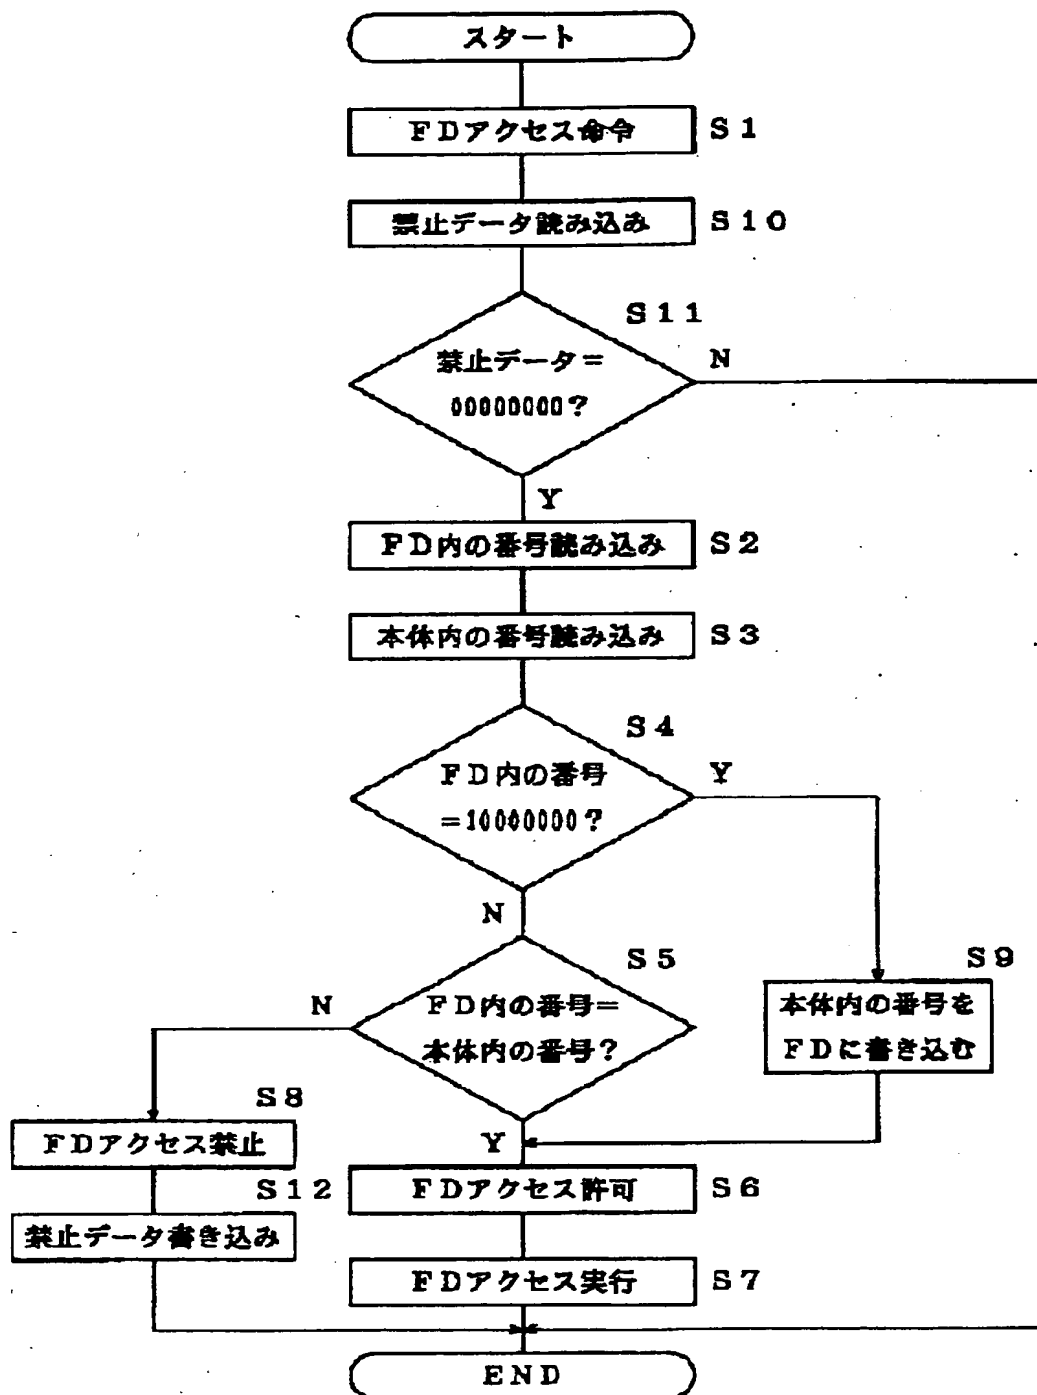 スタート
FDアクセス命令 S1
禁止データ読み込み S10
S11
禁止データ=
00000000?
N
Y
FD内の番号読み込み S2
本体内の番号読み込み S3
S4
FD内の番号
=10000000?
Y
N
S5
FD内の番号=
本体内の番号?
N
Y
S9
本体内の番号を
FDに書き込む
S8
FDアクセス禁止
S12
禁止データ書き込み
FDアクセス許可 S6
FDアクセス実行 S7
END